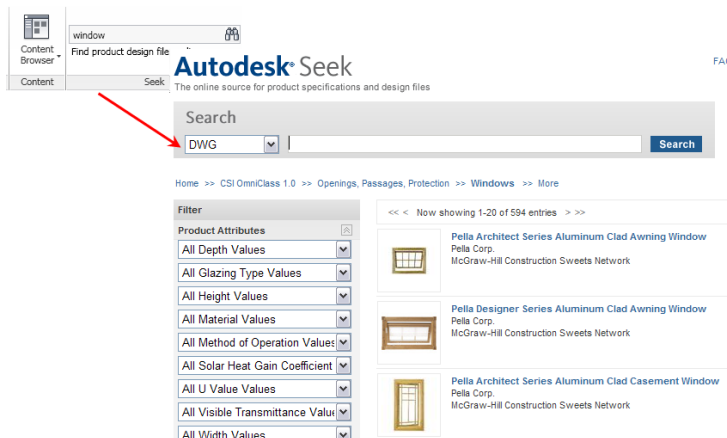 window
Content
Browser
Find product design file
Content
Seek
Autodesk® Seek
The online source for product specifications and design files
Search
DWG
Search
Home >> CSI OmniClass 1.0 >> Openings, Passages, Protection >> Windows >> More
Filter
Product Attributes
All Depth Values
All Glazing Type Values
All Height Values
All Material Values
All Method of Operation Values
All Solar Heat Gain Coefficient
All U Value Values
All Visible Transmittance Value
All Width Values
<< < Now showing 1-20 of 594 entries > >>
Pella Architect Series Aluminum Clad Awning Window
Pella Corp.
McGraw-Hill Construction Sweets Network
Pella Designer Series Aluminum Clad Awning Window
Pella Corp.
McGraw-Hill Construction Sweets Network
Pella Architect Series Aluminum Clad Casement Window
Pella Corp.
McGraw-Hill Construction Sweets Network